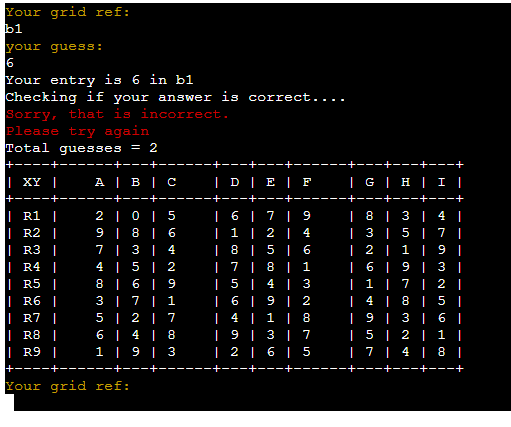 Your grid ref:
b1
your guess:
6
Your entry is 6 in b1
Checking if your answer is correct....
Sorry, that is incorrect.
Please try again
Total guesses = 2
+----+------+---+------+---+---+------+---+---+---+
| XY |    A | B | C    | D | E | F    | G | H | I |
+----+------+---+------+---+---+------+---+---+---+
| R1 |    2 | 0 | 5    | 6 | 7 | 9    | 8 | 3 | 4 |
| R2 |    9 | 8 | 6    | 1 | 2 | 4    | 3 | 5 | 7 |
| R3 |    7 | 3 | 4    | 8 | 5 | 6    | 2 | 1 | 9 |
| R4 |    4 | 5 | 2    | 7 | 8 | 1    | 6 | 9 | 3 |
| R5 |    8 | 6 | 9    | 5 | 4 | 3    | 1 | 7 | 2 |
| R6 |    3 | 7 | 1    | 6 | 9 | 2    | 4 | 8 | 5 |
| R7 |    5 | 2 | 7    | 4 | 1 | 8    | 9 | 3 | 6 |
| R8 |    6 | 4 | 8    | 9 | 3 | 7    | 5 | 2 | 1 |
| R9 |    1 | 9 | 3    | 2 | 6 | 5    | 7 | 4 | 8 |
+----+------+---+------+---+---+------+---+---+---+
Your grid ref: